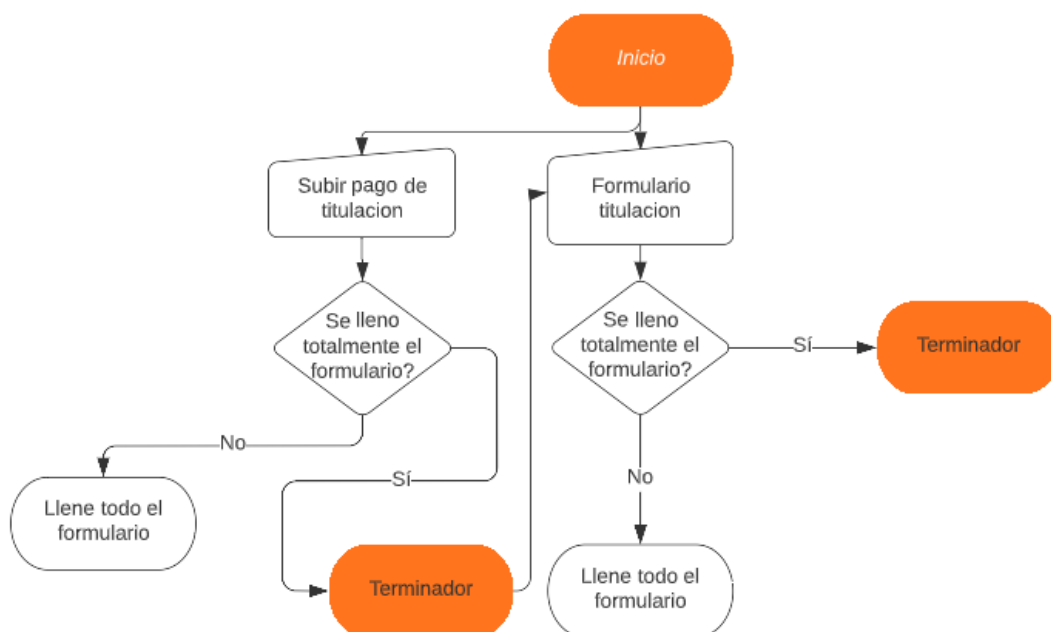 Inicio
Subir pago de
titulacion
Formulario
titulacion
Se lleno
totalmente el
formulario?
Se lleno
totalmente el
formulario?
Sí
Terminador
No
Sí
No
Llene todo el
formulario
Terminador
Llene todo el
formulario